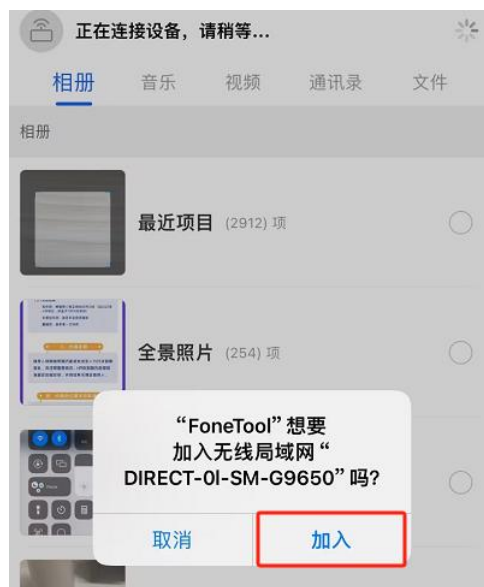 正在连接设备，请稍等...
相册 音乐 视频 通讯录 文件
相册
最近项目 (2912) 项
全景照片 (254) 项
“FoneTool”想要
加入无线局域网“
DIRECT-0l-SM-G9650”吗?
取消 加入